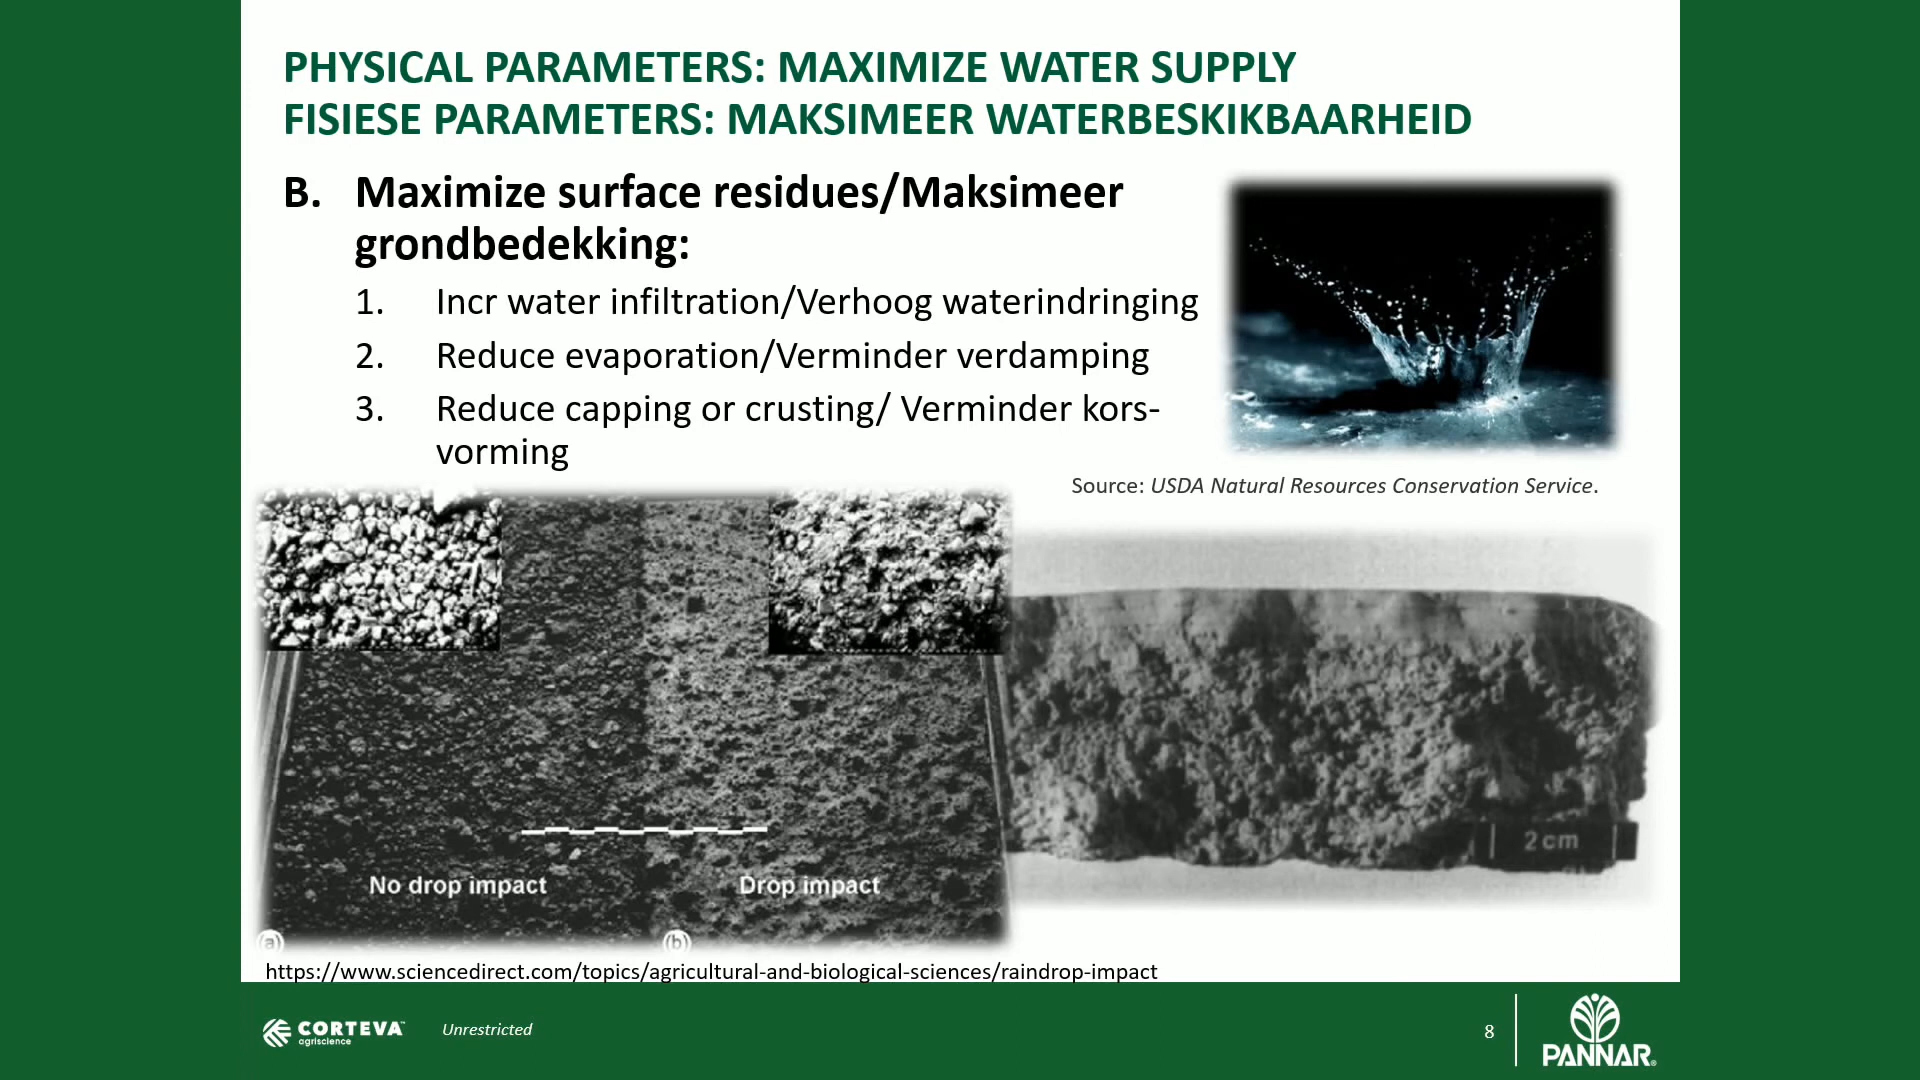 PHYSICAL PARAMETERS: MAXIMIZE WATER SUPPLY
FISIESE PARAMETERS: MAKSIMEER WATERBESKIKBAARHEID
B. Maximize surface residues/Maksimeer
grondbedekking:
1. Incr water infiltration/Verhoog waterindringing
2. Reduce evaporation/Verminder verdamping
3. Reduce capping or crusting/ Verminder kors-
vorming
Source: USDA Natural Resources Conservation Service.
2 cm
No drop impact
Drop impact
(a)
(b)
https://www.sciencedirect.com/topics/agricultural-and-biological-sciences/raindrop-impact
CORTEVA™
agriscience
Unrestricted
8
PANNAR®